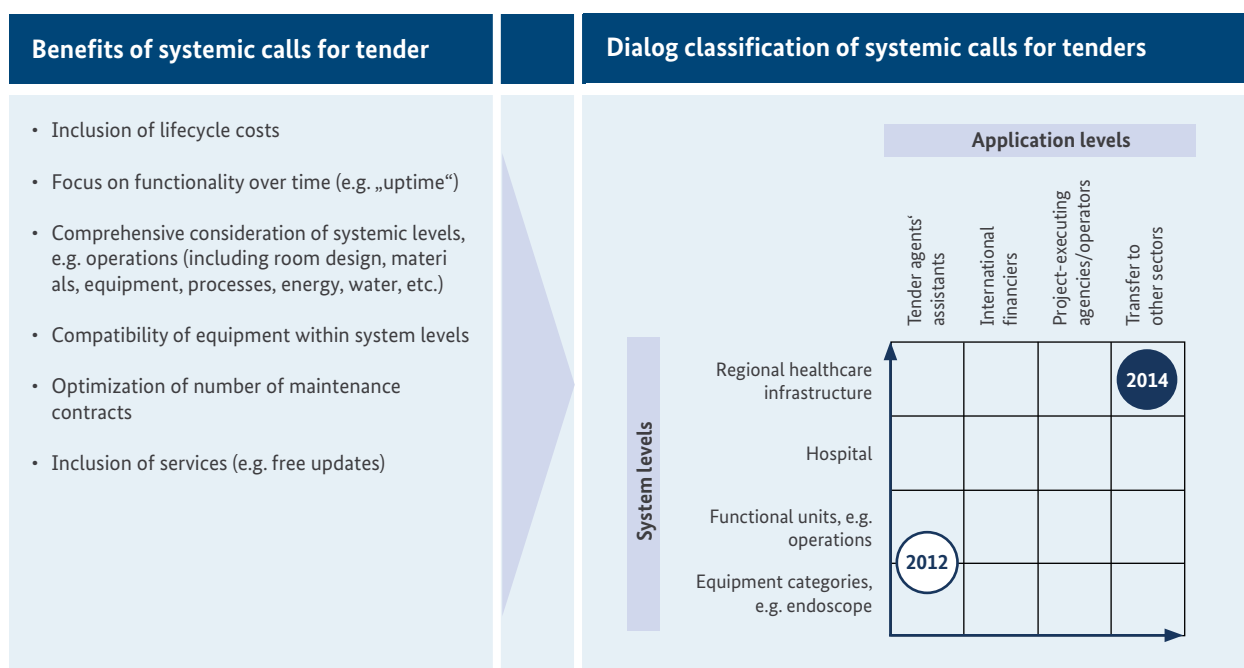 Benefits of systemic calls for tender
Dialog classification of systemic calls for tenders
• Inclusion of lifecycle costs
• Focus on functionality over time (e.g. „uptime“)
• Comprehensive consideration of systemic levels,
e.g. operations (including room design, materi
als, equipment, processes, energy, water, etc.)
• Compatibility of equipment within system levels
• Optimization of number of maintenance
contracts
• Inclusion of services (e.g. free updates)
Application levels
Tender agents‘
assistants
International
financiers
Project-executing
agencies/operators
Transfer to
other sectors
System levels
Regional healthcare
infrastructure
2014
Hospital
Functional units, e.g.
operations
2012
Equipment categories,
e.g. endoscope